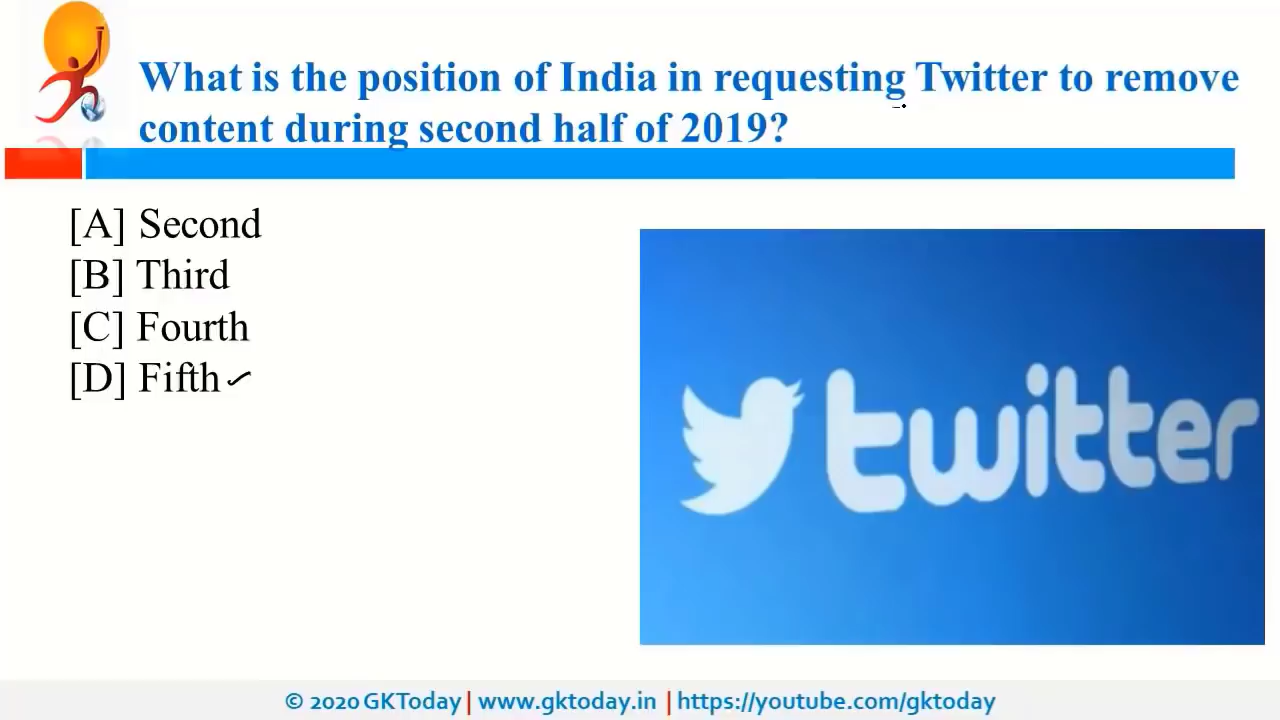 What is the position of India in requesting Twitter to remove
content during second half of 2019?
[A] Second
[B] Third
[C] Fourth
[D] Fifth
twitter
© 2020 GKToday | www.gktoday.in | https://youtube.com/gktoday